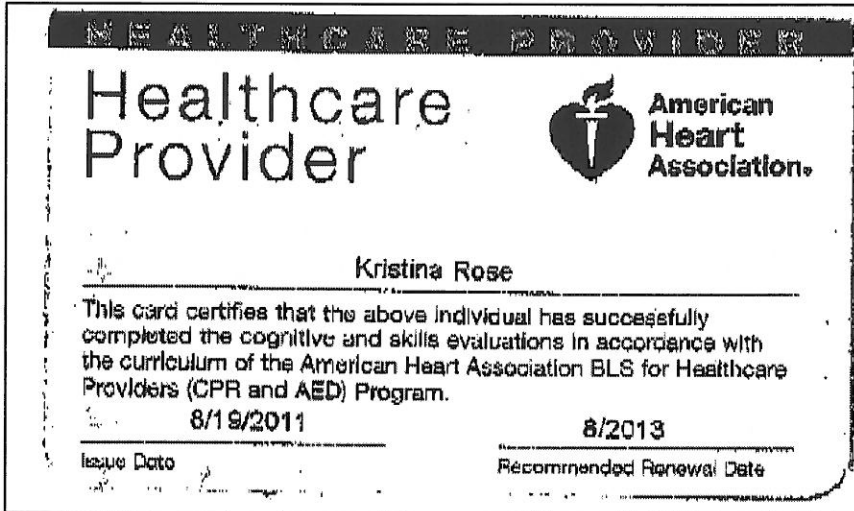 HEALTHCARE PROVIDER
Healthcare
Provider
American
Heart
Association®
Kristina Rose
This card certifies that the above individual has successfully
completed the cognitive and skills evaluations in accordance with
the curriculum of the American Heart Association BLS for Healthcare
Providers (CPR and AED) Program.
8/19/2011
8/2013
Issue Date
Recommended Renewal Date